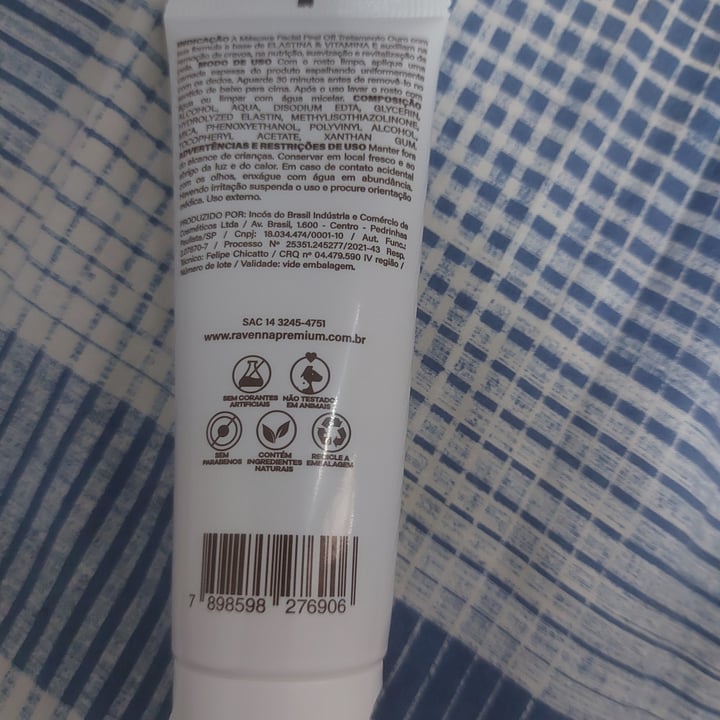 INDICAÇÃO A Máscara Facial Peel Off Tratamento Ouro com
sua fórmula a base de ELASTINA & VITAMINA E auxiliam na
remoção de cravos, na nutrição, suavização e revitalização da
pele. MODO DE USO Com o rosto limpo, aplique uma
camada espessa do produto espalhando uniformemente
com os dedos. Aguarde 30 minutos antes de removê-lo no
sentido de baixo para cima. Após o uso lavar o rosto com
água ou limpar com água micelar. COMPOSIÇÃO
ALCOHOL, AQUA, DISODIUM EDTA, GLYCERIN,
HYDROLYZED ELASTIN, METHYLISOTHIAZOLINONE,
MICA, PHENOXYETHANOL, POLYVINYL ALCOHOL,
TOCOPHERYL ACETATE, XANTHAN GUM.
ADVERTÊNCIAS E RESTRIÇÕES DE USO Manter fora
do alcance de crianças. Conservar em local fresco e ao
abrigo da luz e do calor. Em caso de contato acidental
com os olhos, enxágue com água em abundância.
Havendo irritação suspenda o uso e procure orientação
médica. Uso externo.
PRODUZIDO POR: Incós do Brasil Indústria e Comércio de
Cosméticos Ltda / Av. Brasil, 1.600 - Centro - Pedrinhas
Paulista/SP / Cnpj: 18.034.474/0001-10 / Aut. Func.:
2.07670-7 / Processo Nº 25351.245277/2021-43 Resp.
Técnico: Felipe Chicatto / CRQ nº 04.479.590 IV região /
Número de lote / Validade: vide embalagem.
SAC 14 3245-4751
www.ravennapremium.com.br
SEM CORANTES
ARTIFICIAIS
NÃO TESTADO
EM ANIMAIS
SEM
PARABENOS
CONTÉM
INGREDIENTES
NATURAIS
RECICLE A
EMBALAGEM
7 898598 276906